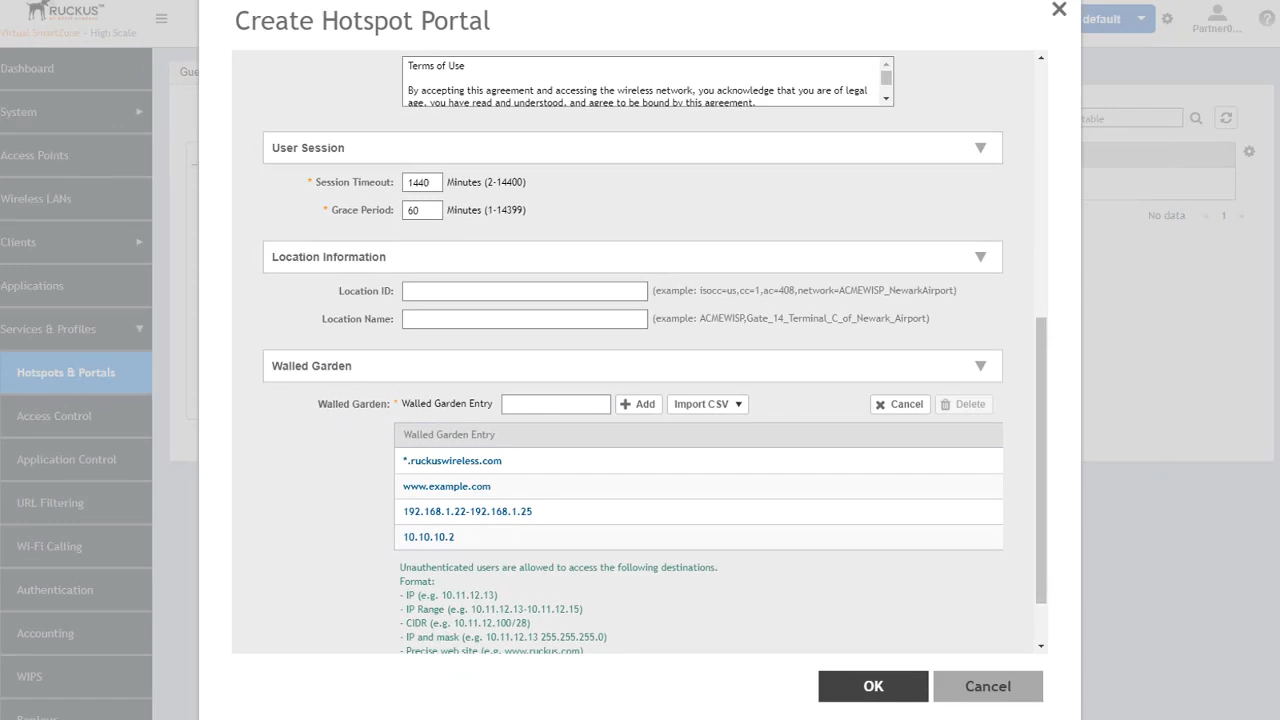 RUCKUS™
Virtual SmartZone - High Scale
Create Hotspot Portal
default
Partner0...
Dashboard
System
Access Points
Wireless LANs
Clients
Applications
Services & Profiles
Hotspots & Portals
Access Control
Application Control
URL Filtering
Wi-Fi Calling
Authentication
Accounting
WIPS
Gue
table
No data
1
Terms of Use
By accepting this agreement and accessing the wireless network, you acknowledge that you are of legal
age, you have read and understood, and agree to be bound by this agreement.
User Session
* Session Timeout: 1440 Minutes (2-14400)
* Grace Period: 60 Minutes (1-14399)
Location Information
Location ID: (example: isocc=us,cc=1,ac=408,network=ACMEWISP_NewarkAirport)
Location Name: (example: ACMEWISP,Gate_14_Terminal_C_of_Newark_Airport)
Walled Garden
Walled Garden: * Walled Garden Entry + Add Import CSV Cancel Delete
Walled Garden Entry
*.ruckuswireless.com
www.example.com
192.168.1.22-192.168.1.25
10.10.10.2
Unauthenticated users are allowed to access the following destinations.
Format:
- IP (e.g. 10.11.12.13)
- IP Range (e.g. 10.11.12.13-10.11.12.15)
- CIDR (e.g. 10.11.12.100/28)
- IP and mask (e.g. 10.11.12.13 255.255.255.0)
- Precise web site (e.g. www.ruckus.com)
OK Cancel